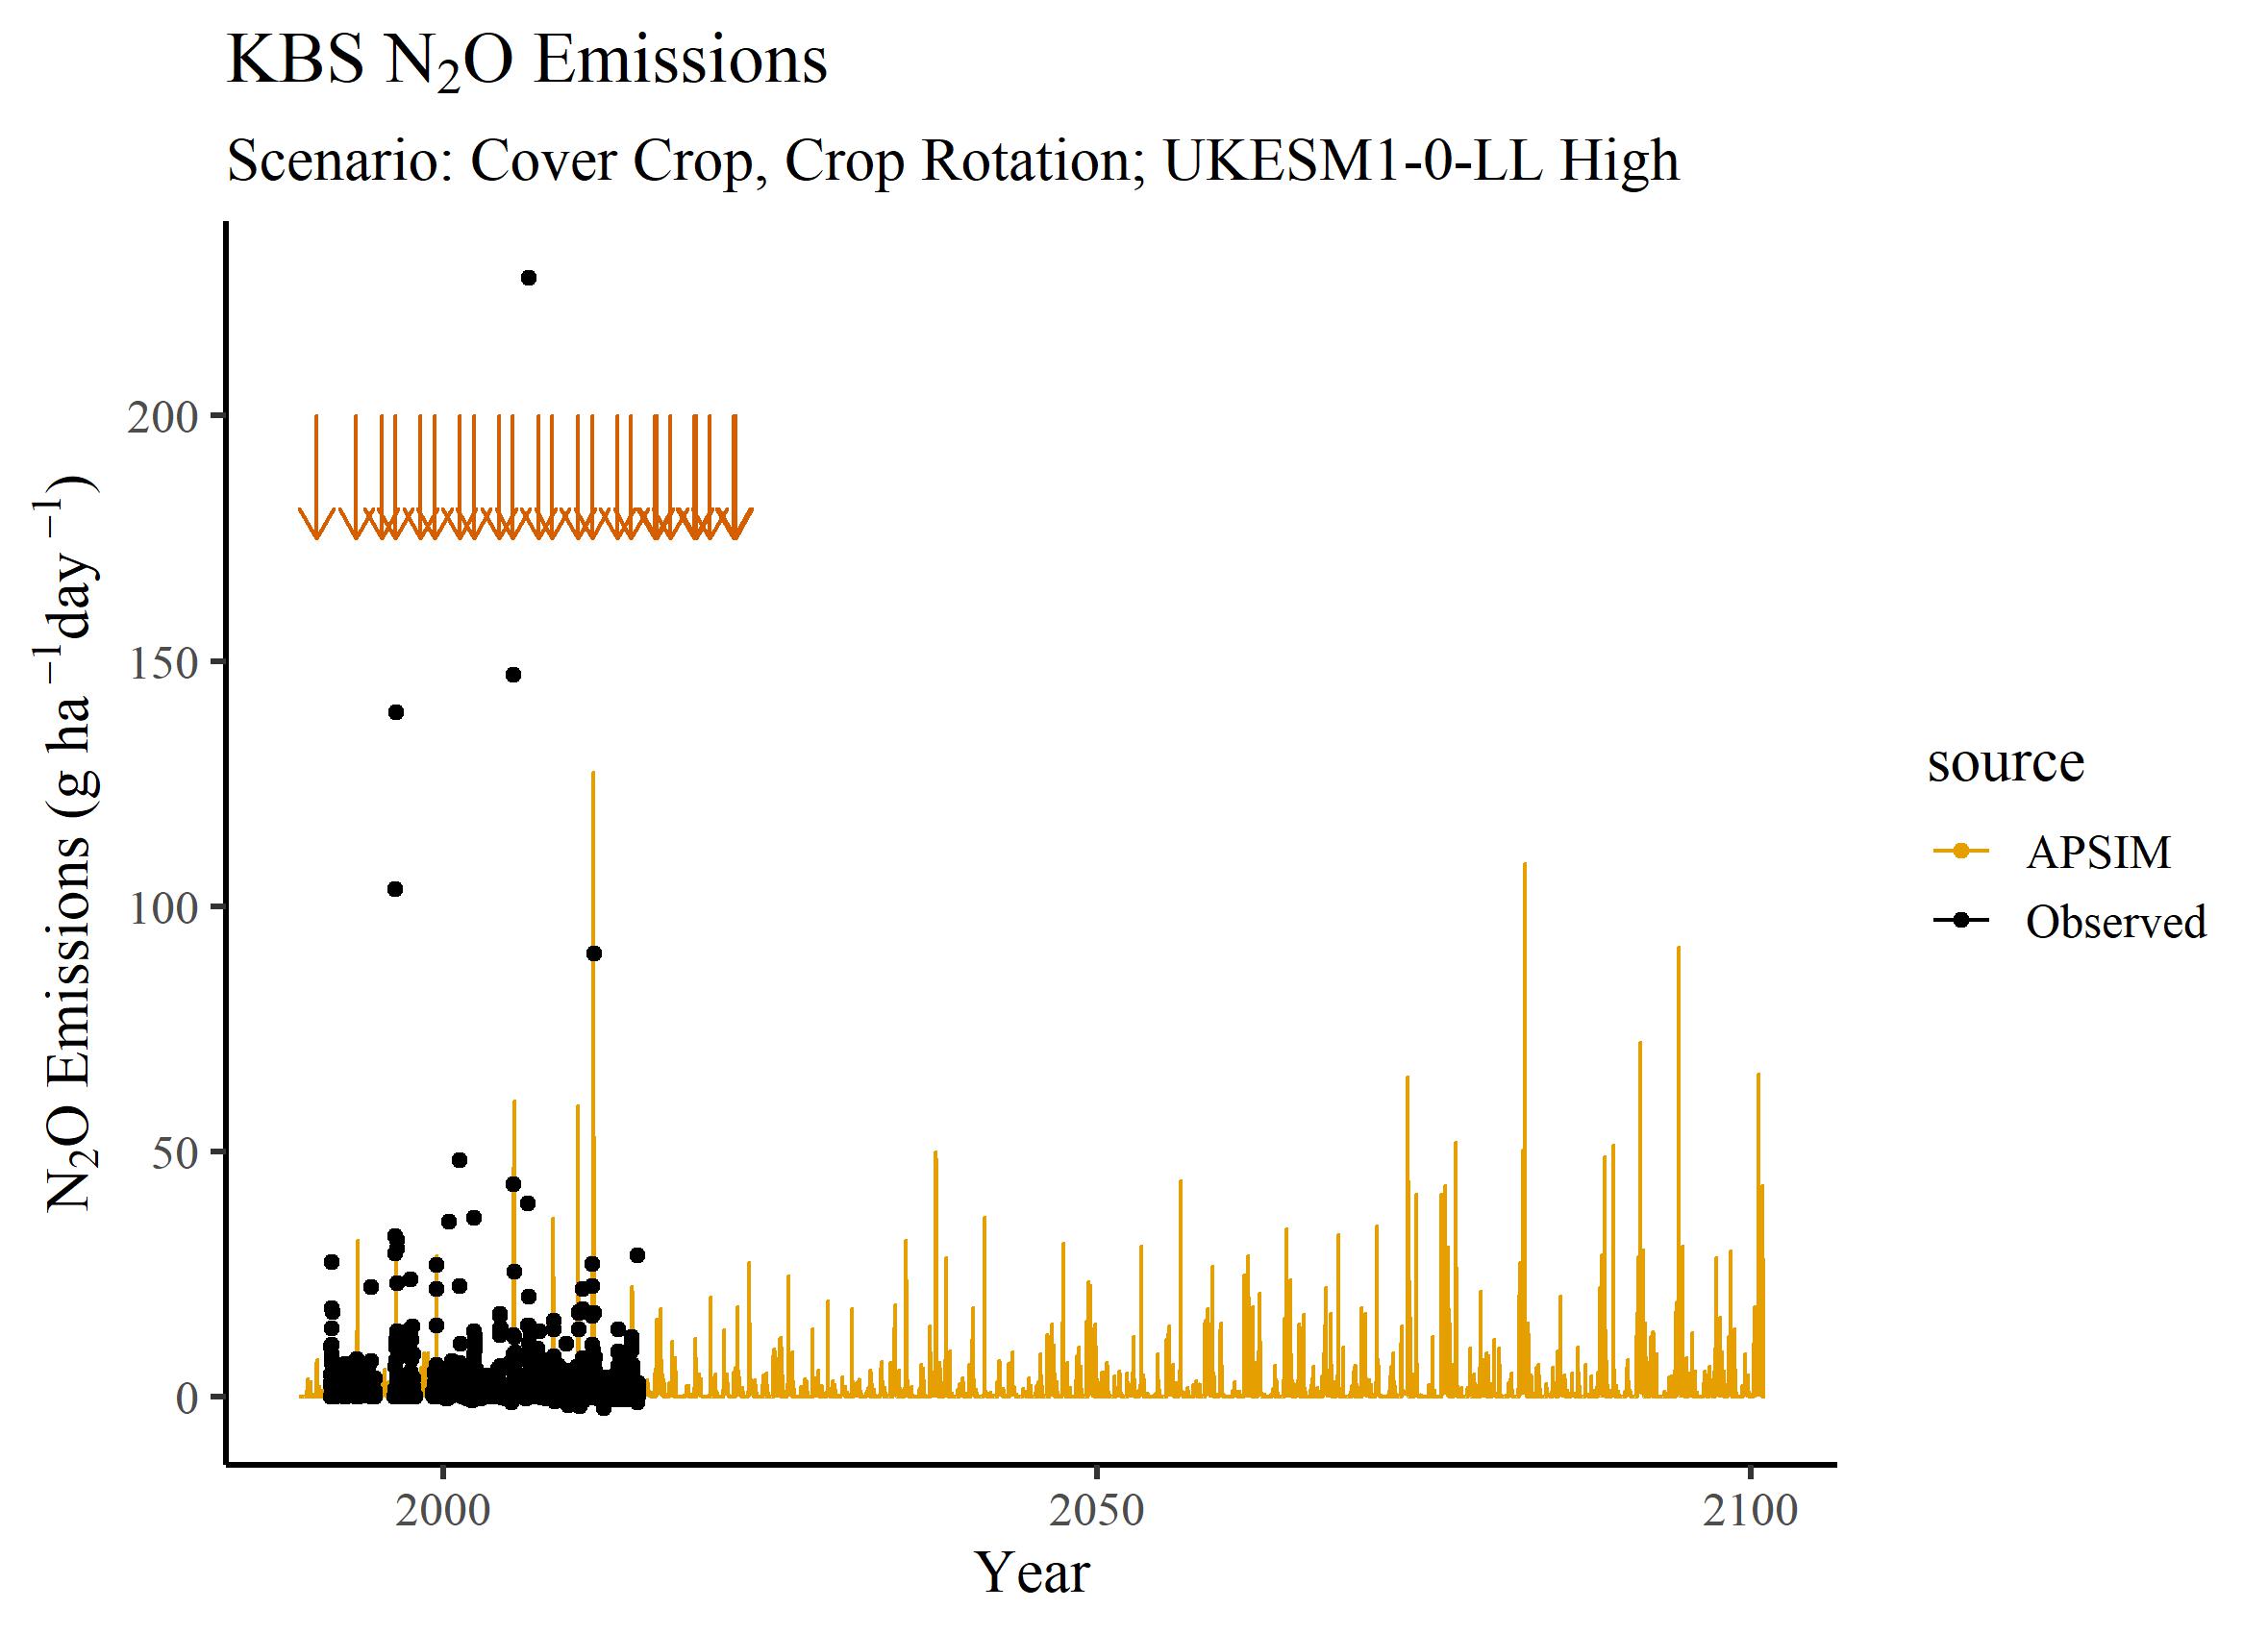 KBS N₂O Emissions
Scenario: Cover Crop, Crop Rotation; UKESM1-0-LL High
N₂O Emissions (g ha ⁻¹day ⁻¹)
200
150
100
50
0
2000
2050
2100
Year
source
APSIM
Observed